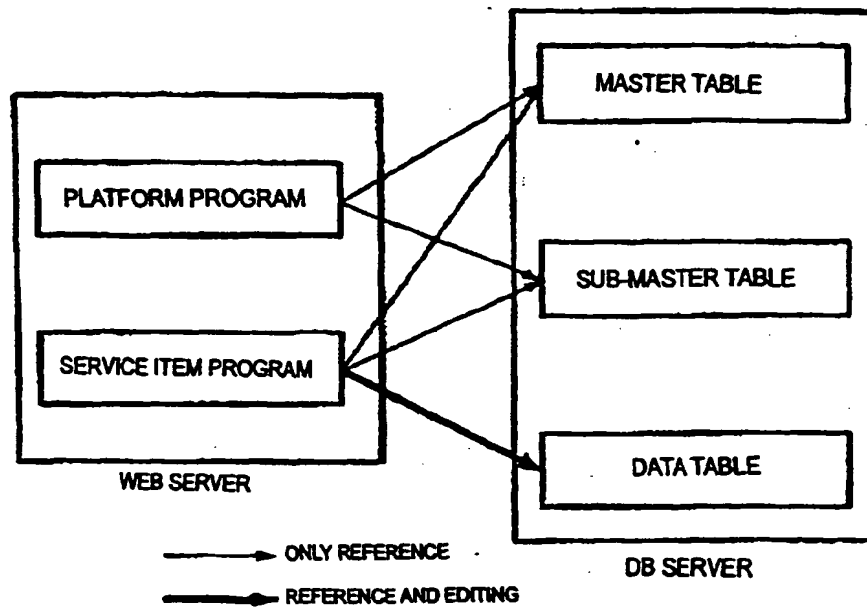 MASTER TABLE
PLATFORM PROGRAM
SUB-MASTER TABLE
SERVICE ITEM PROGRAM
DATA TABLE
WEB SERVER
ONLY REFERENCE
DB SERVER
REFERENCE AND EDITING